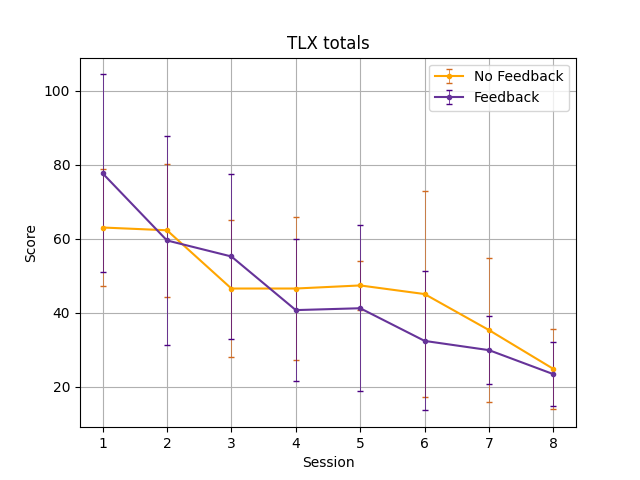 TLX totals
No Feedback
Feedback
Score
100
80
60
40
20
1 2 3 4 5 6 7 8
Session